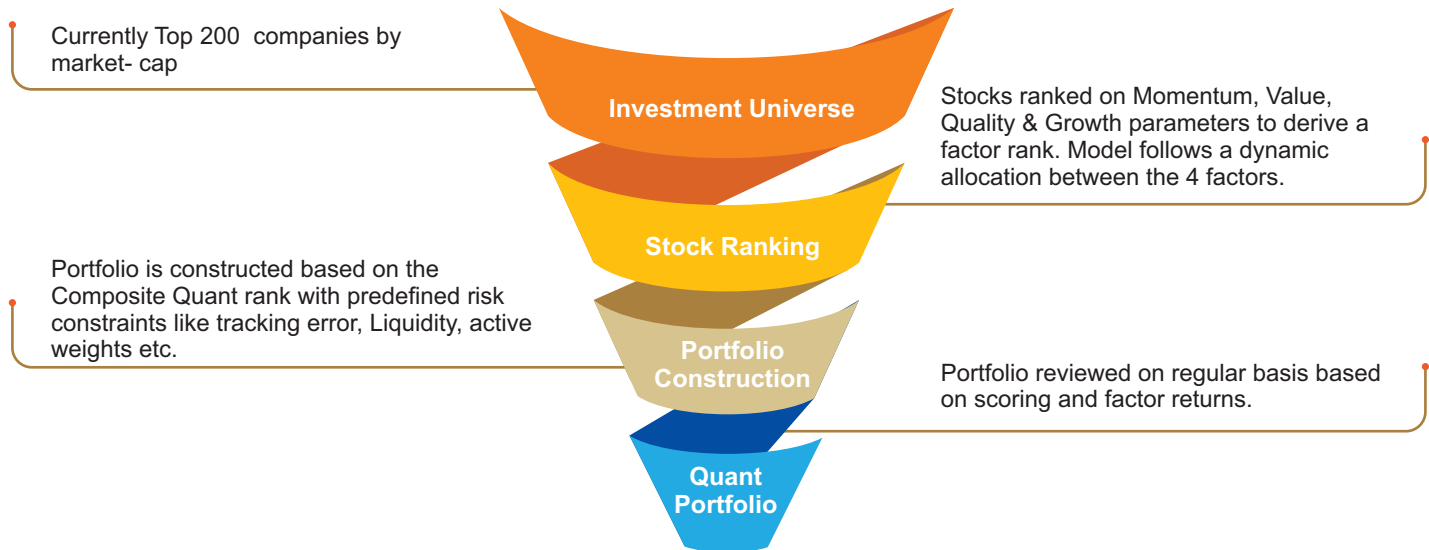 Currently Top 200 companies by
market- cap
Investment Universe
Stocks ranked on Momentum, Value,
Quality & Growth parameters to derive a
factor rank. Model follows a dynamic
allocation between the 4 factors.
Stock Ranking
Portfolio is constructed based on the
Composite Quant rank with predefined risk
constraints like tracking error, Liquidity, active
weights etc.
Portfolio
Construction
Portfolio reviewed on regular basis based
on scoring and factor returns.
Quant
Portfolio